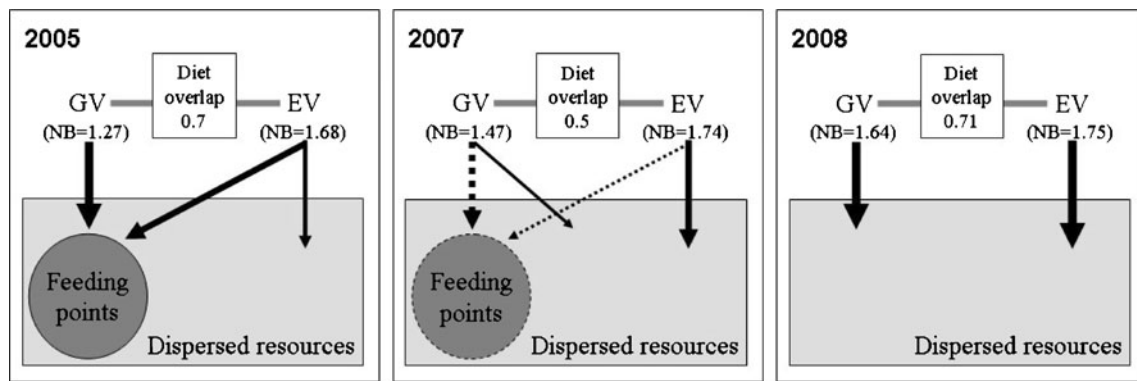 2005
Diet
overlap
0.7
GV
EV
(NB=1.27)
(NB=1.68)
Feeding
points
Dispersed resources
2007
Diet
overlap
0.5
GV
EV
(NB=1.47)
(NB=1.74)
Feeding
points
Dispersed resources
2008
Diet
overlap
0.71
GV
EV
(NB=1.64)
(NB=1.75)
Dispersed resources